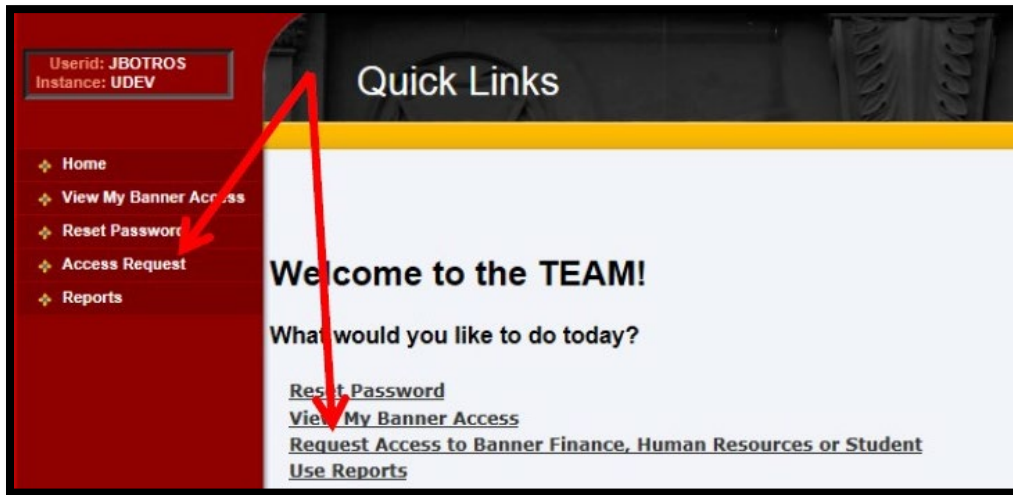 Userid: JBOTROS
Instance: UDEV
Quick Links
Home
View My Banner Access
Reset Password
Access Request
Reports
Welcome to the TEAM!
What would you like to do today?
Reset Password
View My Banner Access
Request Access to Banner Finance, Human Resources or Student
Use Reports